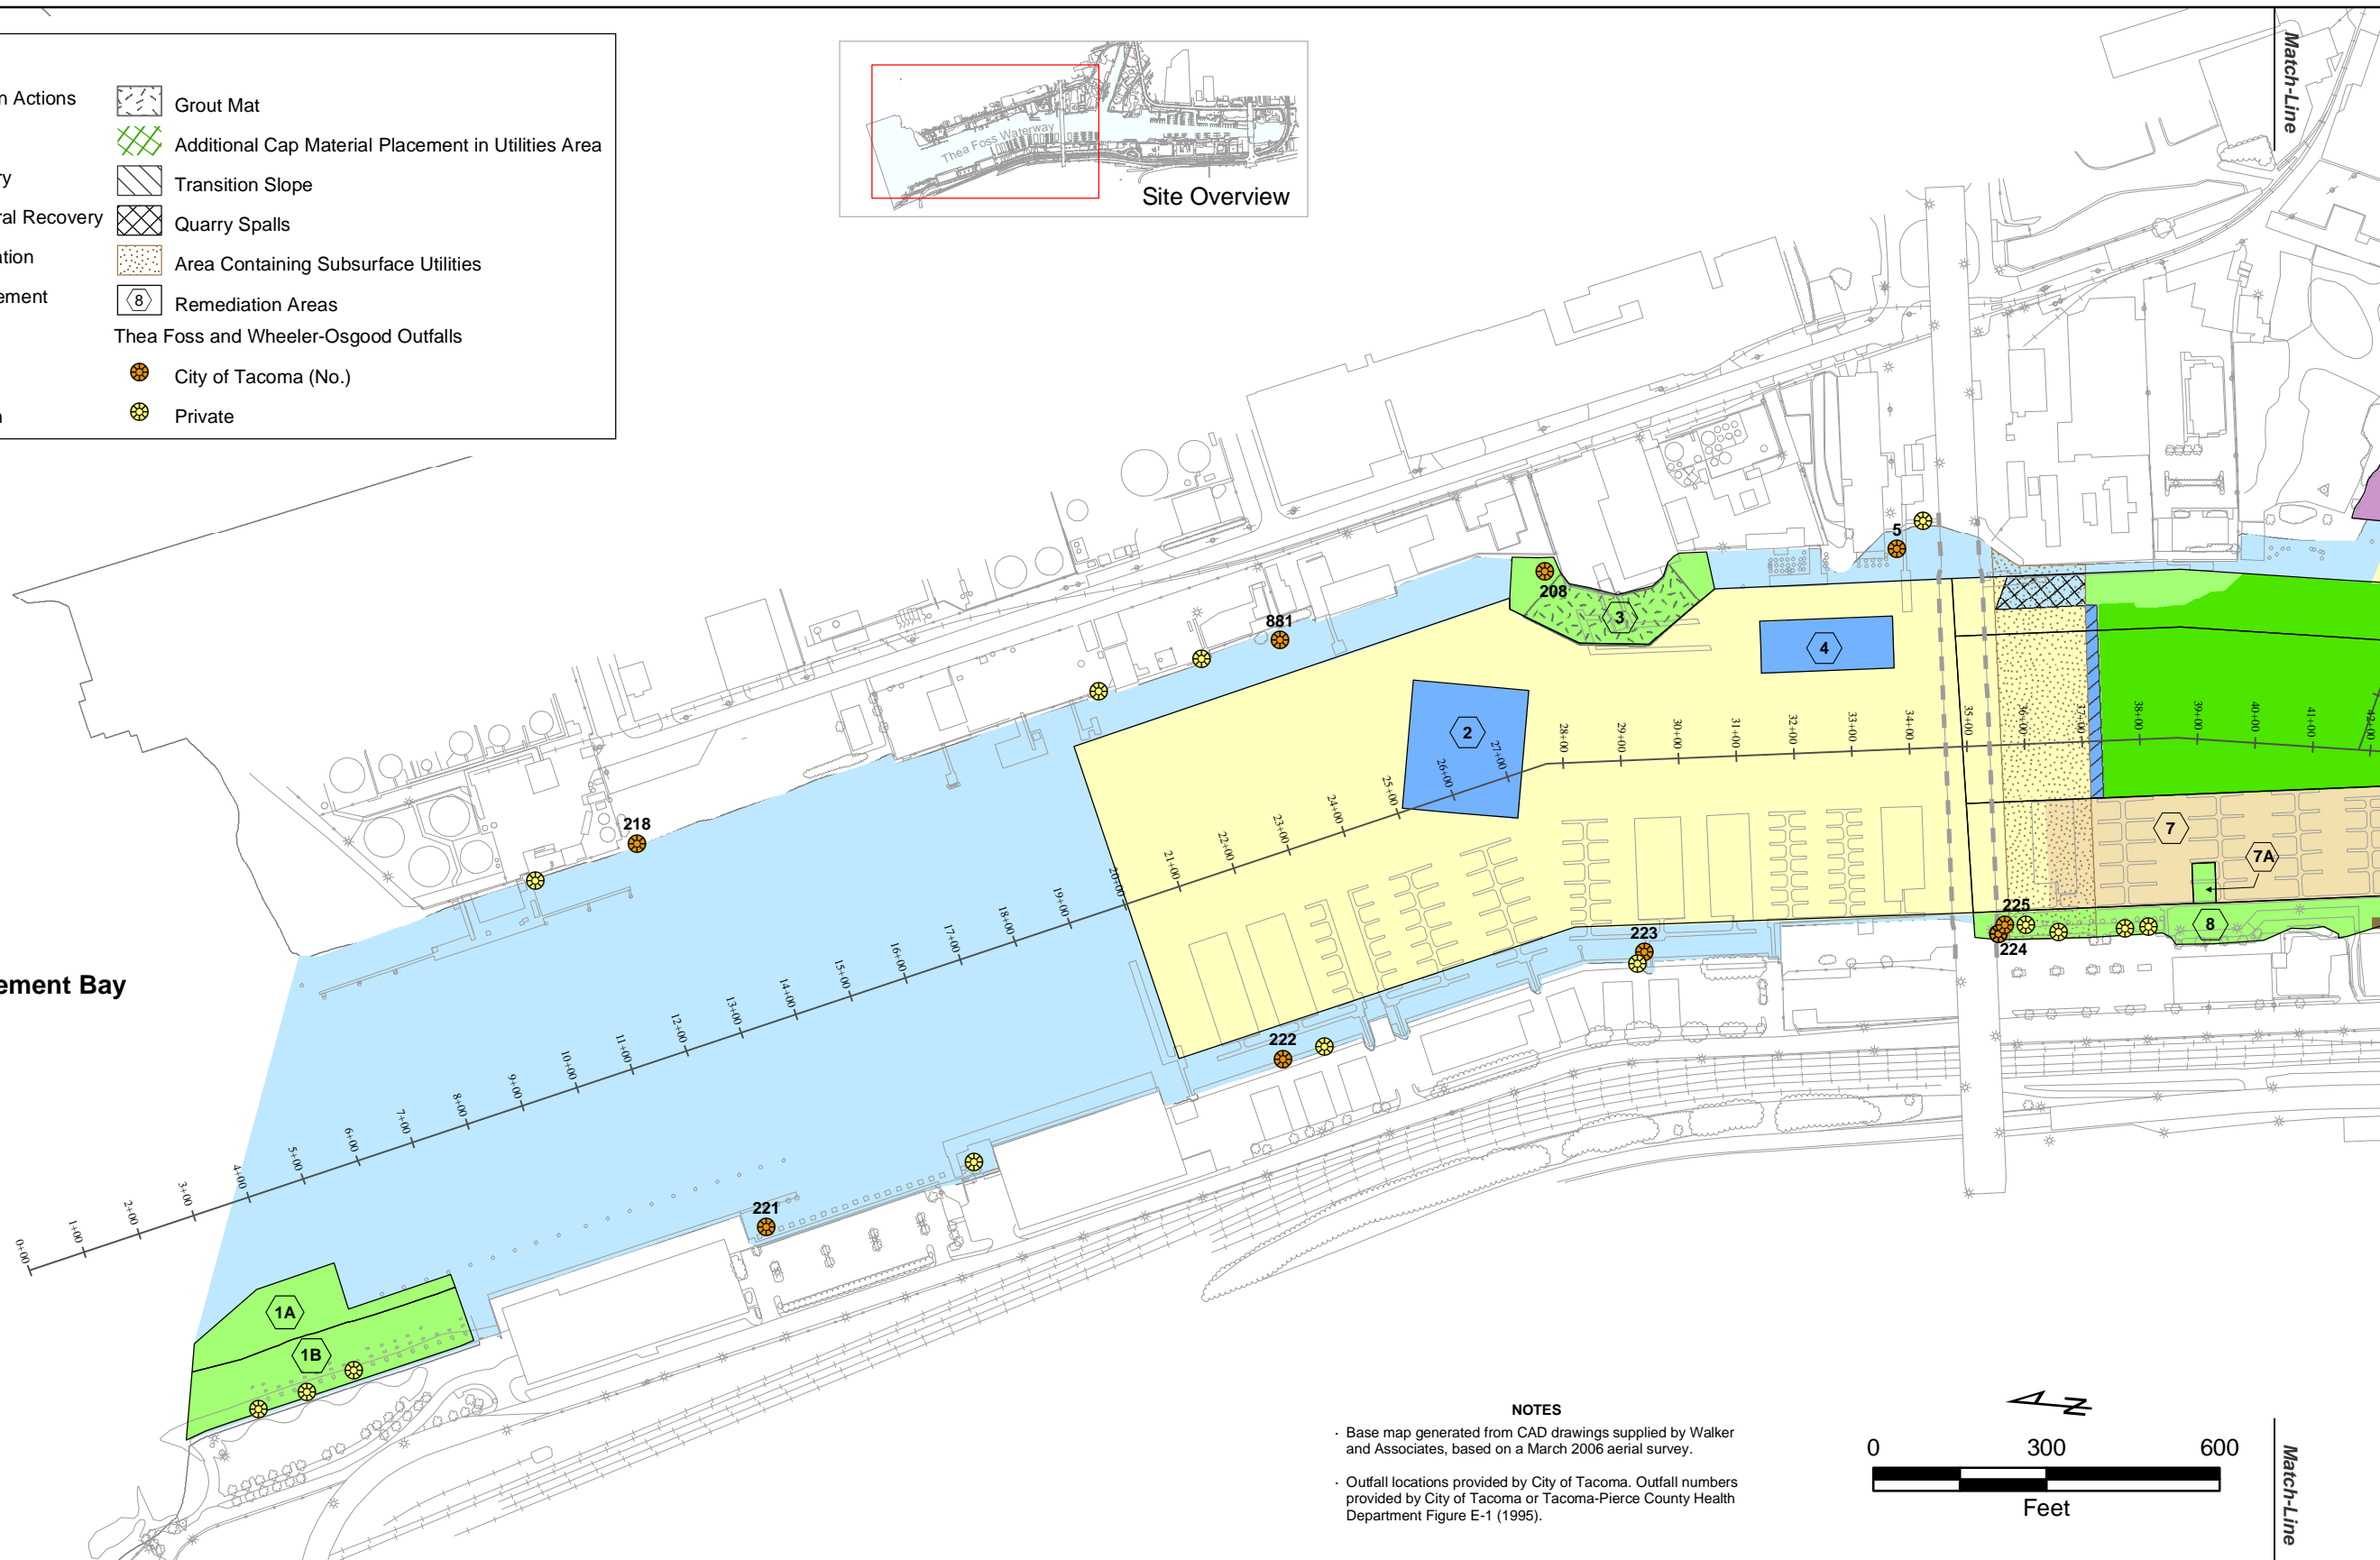 n Actions
ry
ral Recovery
ation
ement
n
Grout Mat
Additional Cap Material Placement in Utilities Area
Transition Slope
Quarry Spalls
Area Containing Subsurface Utilities
8
Remediation Areas
Thea Foss and Wheeler-Osgood Outfalls
City of Tacoma (No.)
Private
Thea Foss Waterway
Site Overview
Match-Line
5
208
3
881
4
2
218
7
7A
8
225
224
223
222
221
ement Bay
1A
1B
0+00
1+00
2+00
3+00
4+00
5+00
6+00
7+00
8+00
9+00
10+00
11+00
12+00
13+00
14+00
15+00
16+00
17+00
18+00
19+00
20+00
21+00
22+00
23+00
24+00
25+00
26+00
27+00
28+00
29+00
30+00
31+00
32+00
33+00
34+00
35+00
36+00
37+00
38+00
39+00
40+00
41+00
42+00
NOTES
· Base map generated from CAD drawings supplied by Walker
and Associates, based on a March 2006 aerial survey.
· Outfall locations provided by City of Tacoma. Outfall numbers
provided by City of Tacoma or Tacoma-Pierce County Health
Department Figure E-1 (1995).
N
0 300 600
Feet
Match-Line